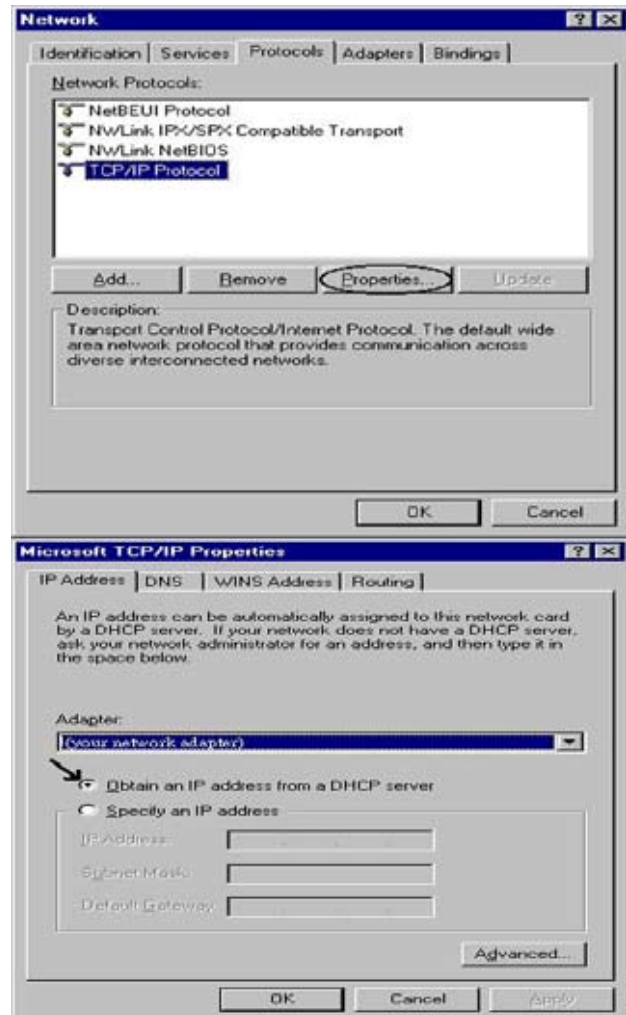 Network
Identification Services Protocols Adapters Bindings
Network Protocols:
NetBEUI Protocol
NWLink IPX/SPX Compatible Transport
NWLink NetBIOS
TCP/IP Protocol
Add... Remove Properties... Update
Description:
Transport Control Protocol/Internet Protocol. The default wide
area network protocol that provides communication across
diverse interconnected networks.
OK Cancel
Microsoft TCP/IP Properties
IP Address DNS WINS Address Routing
An IP address can be automatically assigned to this network card
by a DHCP server. If your network does not have a DHCP server,
ask your network administrator for an address, and then type it in
the space below.
Adapter:
(your network adapter)
Obtain an IP address from a DHCP server
Specify an IP address
IP Address:
Subnet Mask:
Default Gateway:
Advanced...
OK Cancel Apply